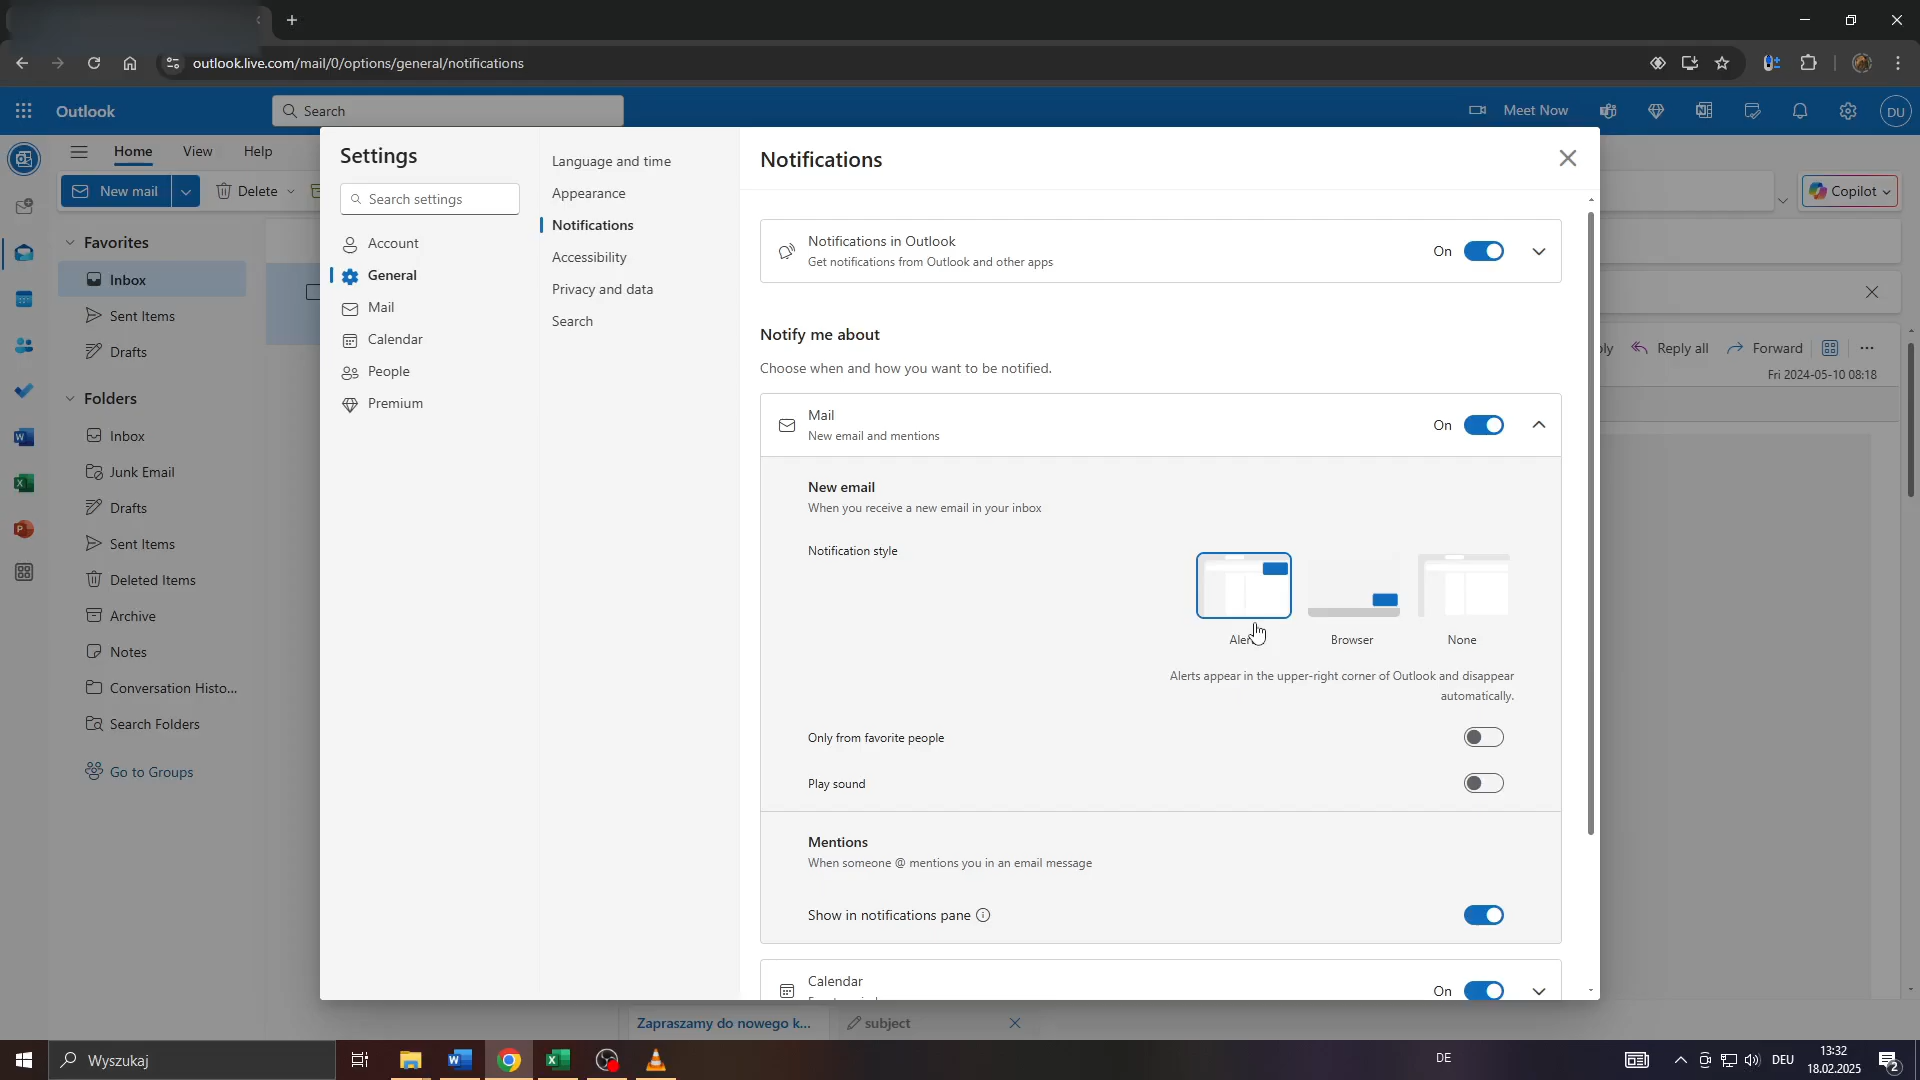 outlook.live.com/mail/0/options/general/notifications
Outlook
Search
Meet Now
DU
Home
View
Help
New mail
Delete
Copilot
Favorites
Inbox
Sent Items
Drafts
Folders
Inbox
Junk Email
Drafts
Sent Items
Deleted Items
Archive
Notes
Conversation Histo...
Search Folders
Go to Groups
Settings
Search settings
Account
General
Mail
Calendar
People
Premium
Language and time
Appearance
Notifications
Accessibility
Privacy and data
Search
Notifications
Notifications in Outlook
Get notifications from Outlook and other apps
On
Notify me about
Choose when and how you want to be notified.
Mail
New email and mentions
On
New email
When you receive a new email in your inbox
Notification style
Browser
None
Alerts appear in the upper-right corner of Outlook and disappear
automatically.
Only from favorite people
Play sound
Mentions
When someone @ mentions you in an email message
Show in notifications pane
Calendar
On
Reply all
Forward
Fri 2024-05-10 08:18
Zapraszamy do nowego k...
subject
Wyszukaj
DE
DEU
13:32
18.02.2025
2